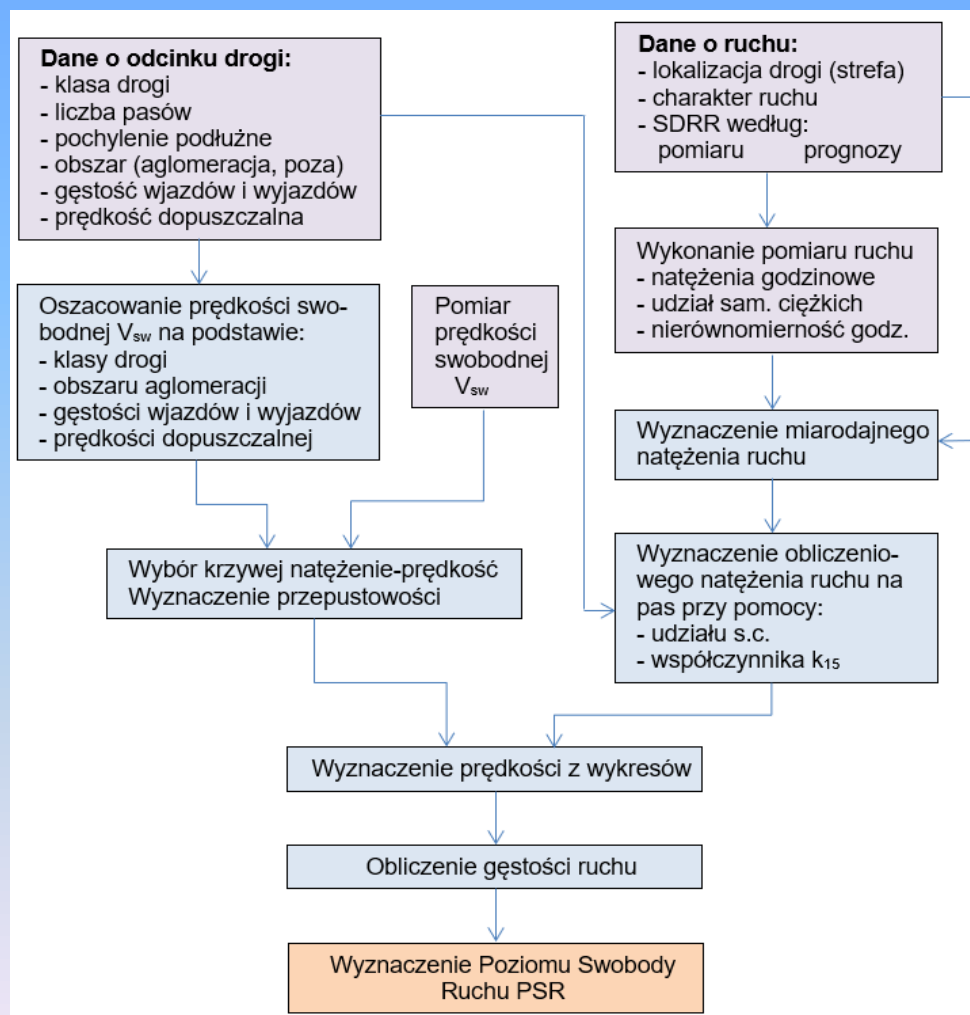 Dane o odcinku drogi:
- klasa drogi
- liczba pasów
- pochylenie podłużne
- obszar (aglomeracja, poza)
- gęstość wjazdów i wyjazdów
- prędkość dopuszczalna
Dane o ruchu:
- lokalizacja drogi (strefa)
- charakter ruchu
- SDRR według:
pomiaru prognozy
Oszacowanie prędkości swo-
bodnej Vsw na podstawie:
- klasy drogi
- obszaru aglomeracji
- gęstości wjazdów i wyjazdów
- prędkości dopuszczalnej
Pomiar
prędkości
swobodnej
Vsw
Wykonanie pomiaru ruchu
- natężenia godzinowe
- udział sam. ciężkich
- nierównomierność godz.
Wyznaczenie miarodajnego
natężenia ruchu
Wybór krzywej natężenie-prędkość
Wyznaczenie przepustowości
Wyznaczenie obliczenio-
wego natężenia ruchu na
pas przy pomocy:
- udziału s.c.
- współczynnika k15
Wyznaczenie prędkości z wykresów
Obliczenie gęstości ruchu
Wyznaczenie Poziomu Swobody
Ruchu PSR